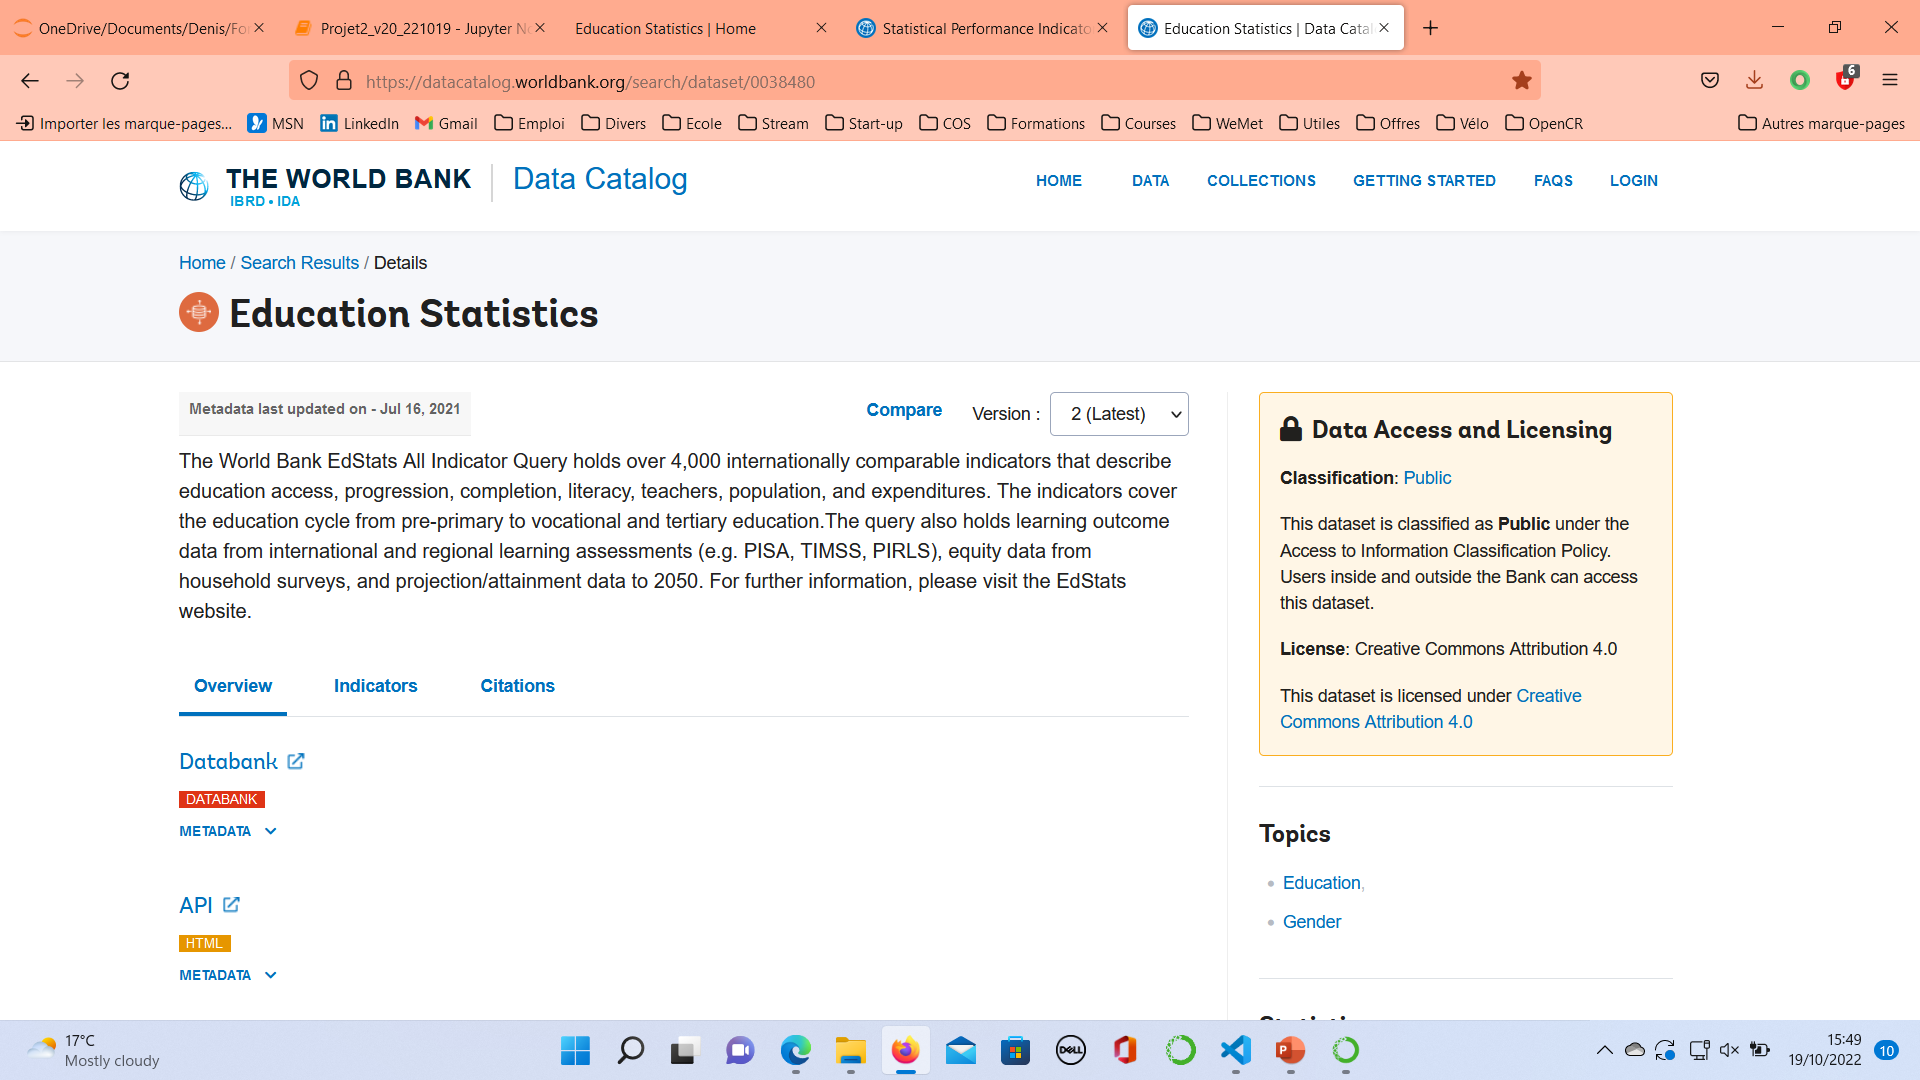 OneDrive/Documents/Denis/For
Projet2_v20_221019 - Jupyter No
Education Statistics | Home
Statistical Performance Indicato
Education Statistics | Data Catal
https://datacatalog.worldbank.org/search/dataset/0038480
6
Importer les marque-pages...
MSN
LinkedIn
Gmail
Emploi
Divers
Ecole
Stream
Start-up
COS
Formations
Courses
WeMet
Utiles
Offres
Vélo
OpenCR
Autres marque-pages
THE WORLD BANK
IBRD • IDA
Data Catalog
HOME
DATA
COLLECTIONS
GETTING STARTED
FAQS
LOGIN
Home / Search Results / Details
Education Statistics
Metadata last updated on - Jul 16, 2021
Compare
Version :
2 (Latest)
The World Bank EdStats All Indicator Query holds over 4,000 internationally comparable indicators that describe
education access, progression, completion, literacy, teachers, population, and expenditures. The indicators cover
the education cycle from pre-primary to vocational and tertiary education.The query also holds learning outcome
data from international and regional learning assessments (e.g. PISA, TIMSS, PIRLS), equity data from
household surveys, and projection/attainment data to 2050. For further information, please visit the EdStats
website.
Overview
Indicators
Citations
Databank
DATABANK
METADATA
API
HTML
METADATA
Data Access and Licensing
Classification: Public
This dataset is classified as Public under the
Access to Information Classification Policy.
Users inside and outside the Bank can access
this dataset.
License: Creative Commons Attribution 4.0
This dataset is licensed under Creative
Commons Attribution 4.0
Topics
Education,
Gender
17°C
Mostly cloudy
DELL
15:49
19/10/2022
10